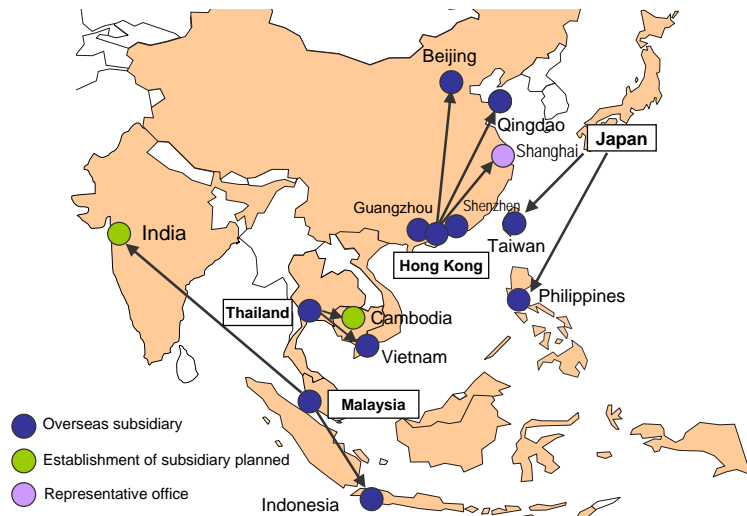 Beijing
Qingdao
Japan
Shanghai
Guangzhou
Shenzhen
India
Taiwan
Hong Kong
Philippines
Thailand
Cambodia
Vietnam
Malaysia
Overseas subsidiary
Establishment of subsidiary planned
Representative office
Indonesia